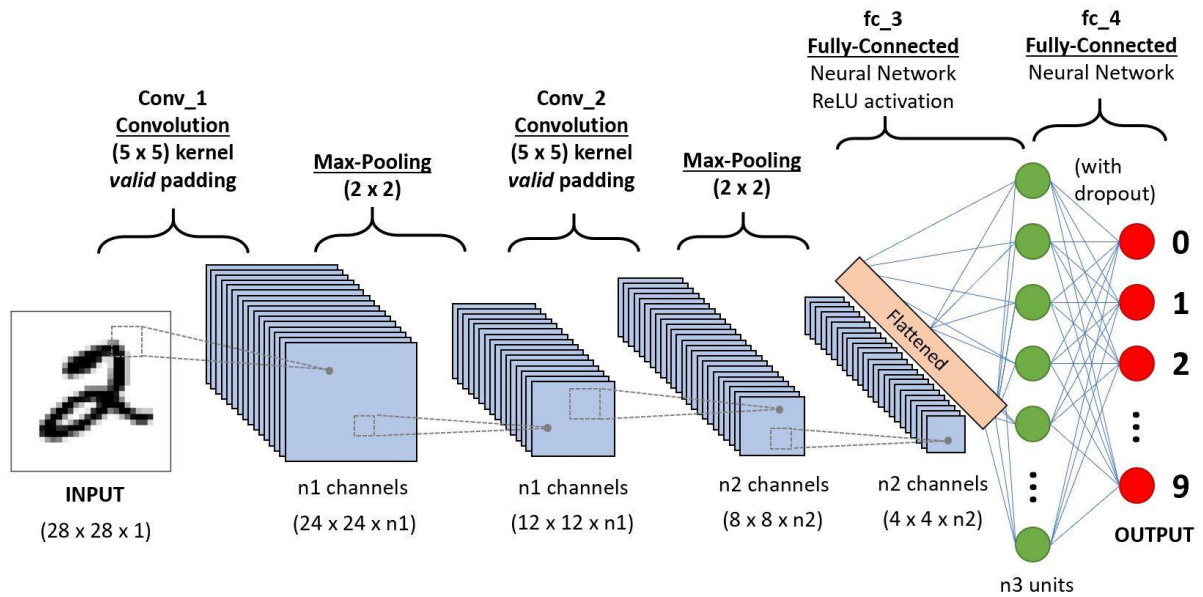 Conv_1
Convolution
(5 x 5) kernel
valid padding
Max-Pooling
(2 x 2)
Conv_2
Convolution
(5 x 5) kernel
valid padding
Max-Pooling
(2 x 2)
fc_3
Fully-Connected
Neural Network
ReLU activation
fc_4
Fully-Connected
Neural Network
(with
dropout)
2
Flattened
0
1
2
9
INPUT
(28 x 28 x 1)
n1 channels
(24 x 24 x n1)
n1 channels
(12 x 12 x n1)
n2 channels
(8 x 8 x n2)
n2 channels
(4 x 4 x n2)
n3 units
OUTPUT